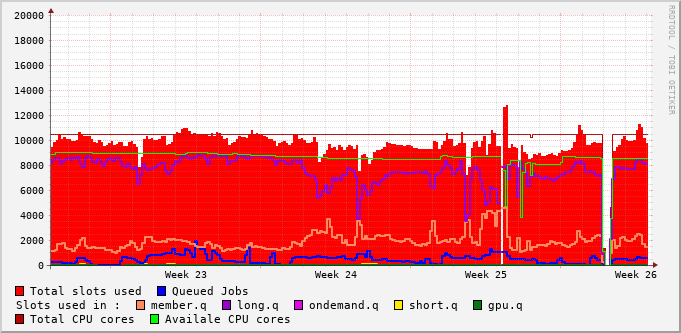 RRDTOOL / TOBI OETIKER
20000
18000
16000
14000
12000
10000
8000
6000
4000
2000
0
Week 23 Week 24 Week 25 Week 26
Total slots used Queued Jobs
Slots used in : member.q long.q ondemand.q short.q gpu.q
Total CPU cores Availale CPU cores